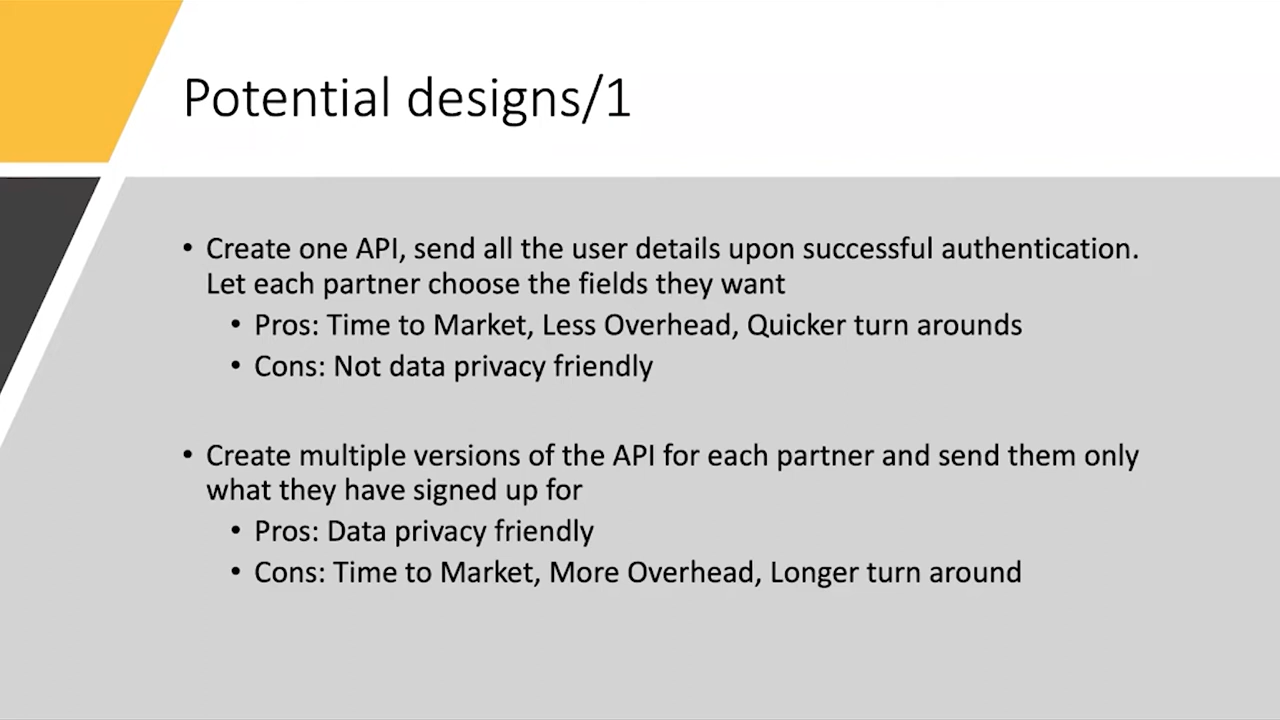 Potential designs/1
• Create one API, send all the user details upon successful authentication.
Let each partner choose the fields they want
• Pros: Time to Market, Less Overhead, Quicker turn arounds
• Cons: Not data privacy friendly
• Create multiple versions of the API for each partner and send them only
what they have signed up for
• Pros: Data privacy friendly
• Cons: Time to Market, More Overhead, Longer turn around